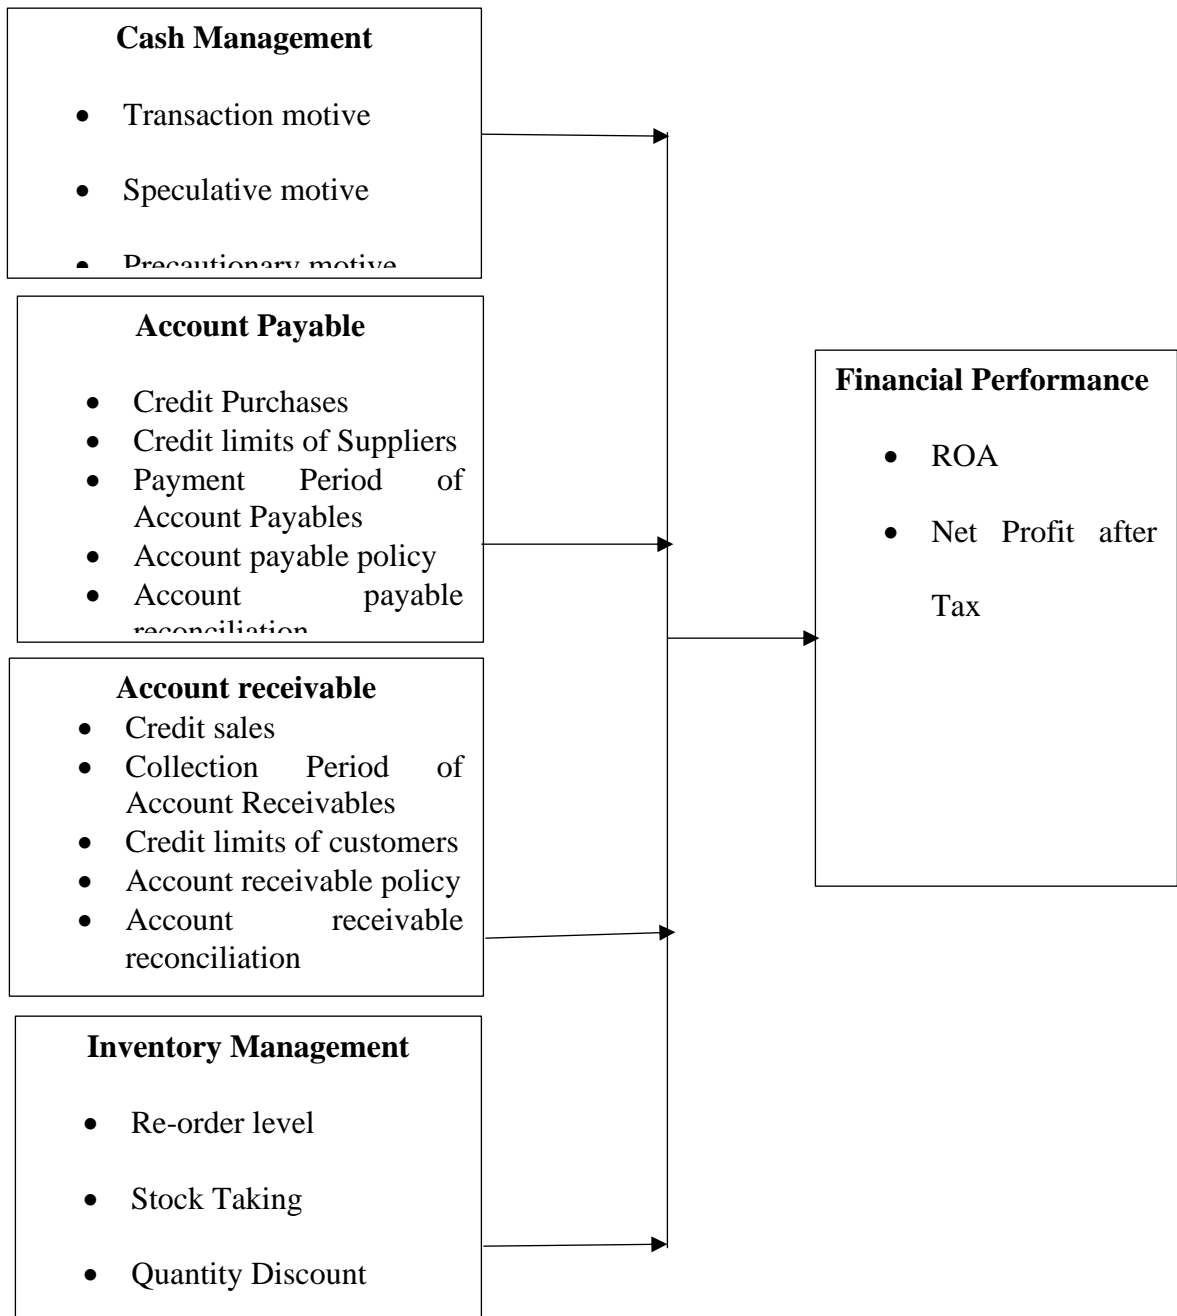 Cash Management
• Transaction motive
• Speculative motive
• Precautionary motive
Account Payable
• Credit Purchases
• Credit limits of Suppliers
• Payment Period of
Account Payables
• Account payable policy
• Account payable
reconciliation
Account receivable
• Credit sales
• Collection Period of
Account Receivables
• Credit limits of customers
• Account receivable policy
• Account receivable
reconciliation
Inventory Management
• Re-order level
• Stock Taking
• Quantity Discount
Financial Performance
• ROA
• Net Profit after
Tax